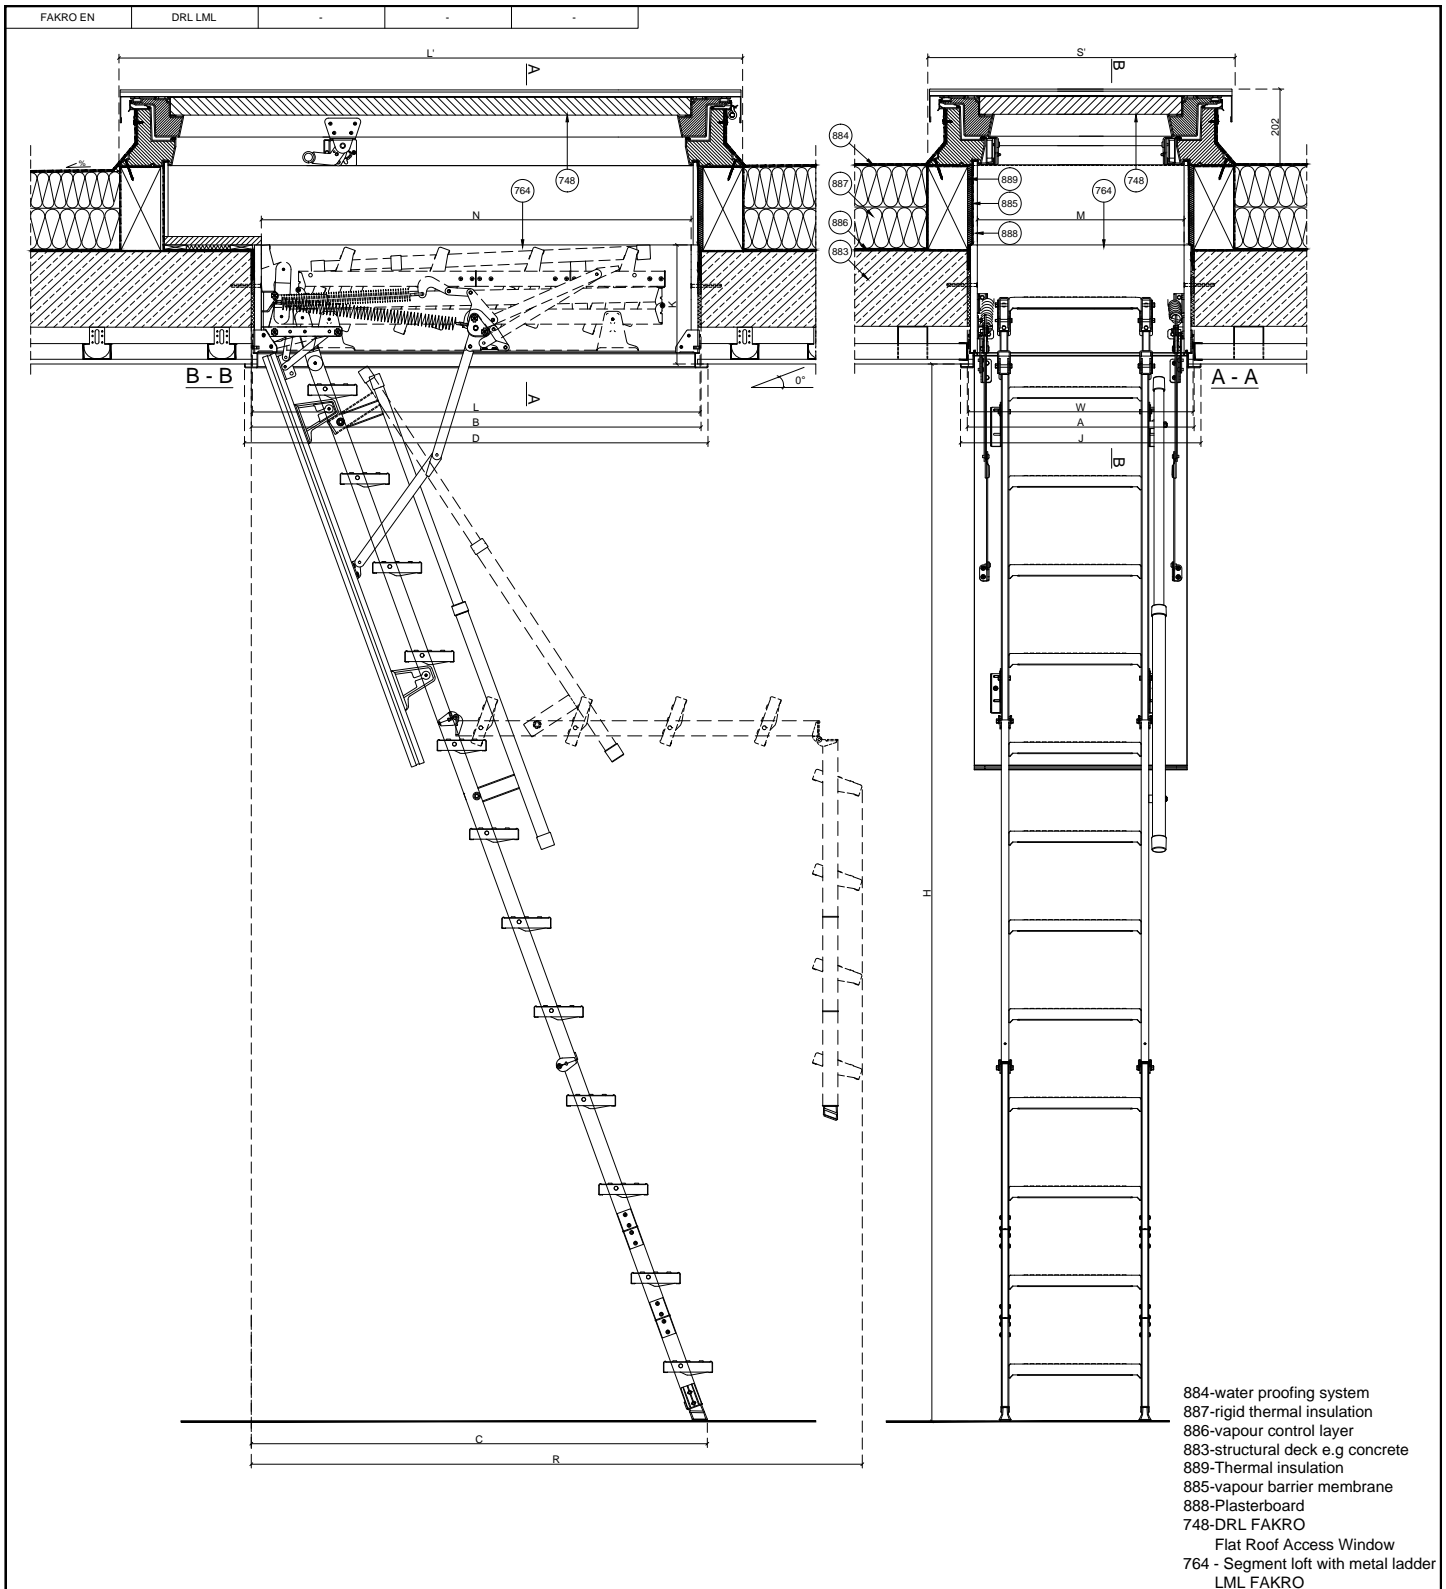 FAKRO EN
DRL LML
-
-
-
L'
S'
A
B
202
%
884
887
886
883
748
764
889
885
888
748
764
N
M
K
B - B
A - A
0°
A
L
B
D
W
A
J
B
H
C
R
884-water proofing system
887-rigid thermal insulation
886-vapour control layer
883-structural deck e.g concrete
889-Thermal insulation
885-vapour barrier membrane
888-Plasterboard
748-DRL FAKRO
Flat Roof Access Window
764 - Segment loft with metal ladder
LML FAKRO